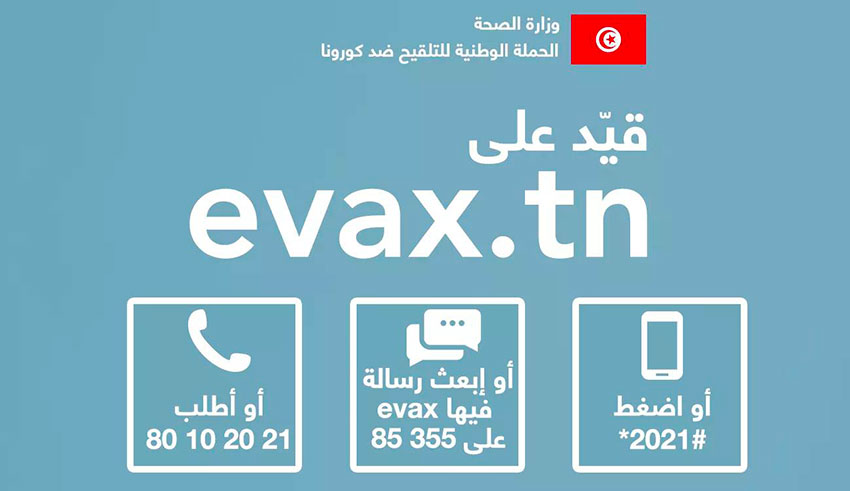 وزارة الصحة
الحملة الوطنية للتلقيح ضد كورونا
قيّد على
evax.tn
أو اضغط
*2021#
أو إبعث رسالة
فيها evax
على 355 85
أو أطلب
80 10 20 21